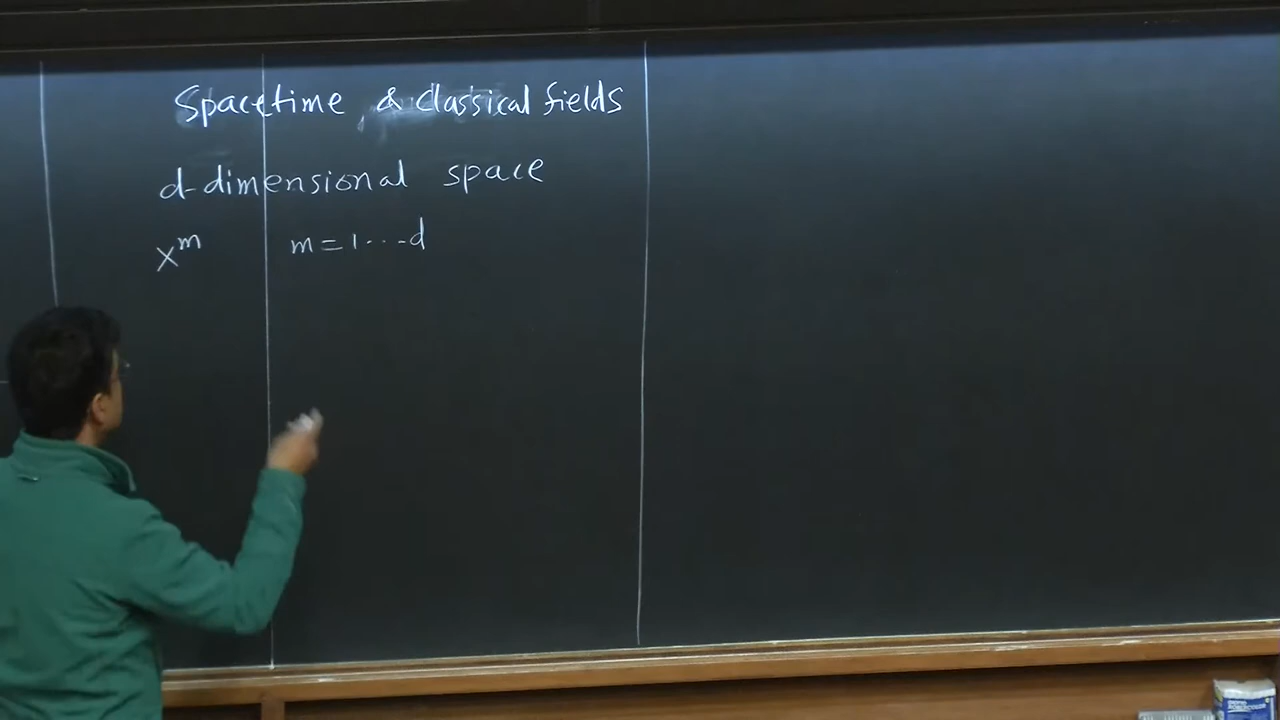 Spacetime & Classical fields
d-dimensional space
x^m m = 1 ... d